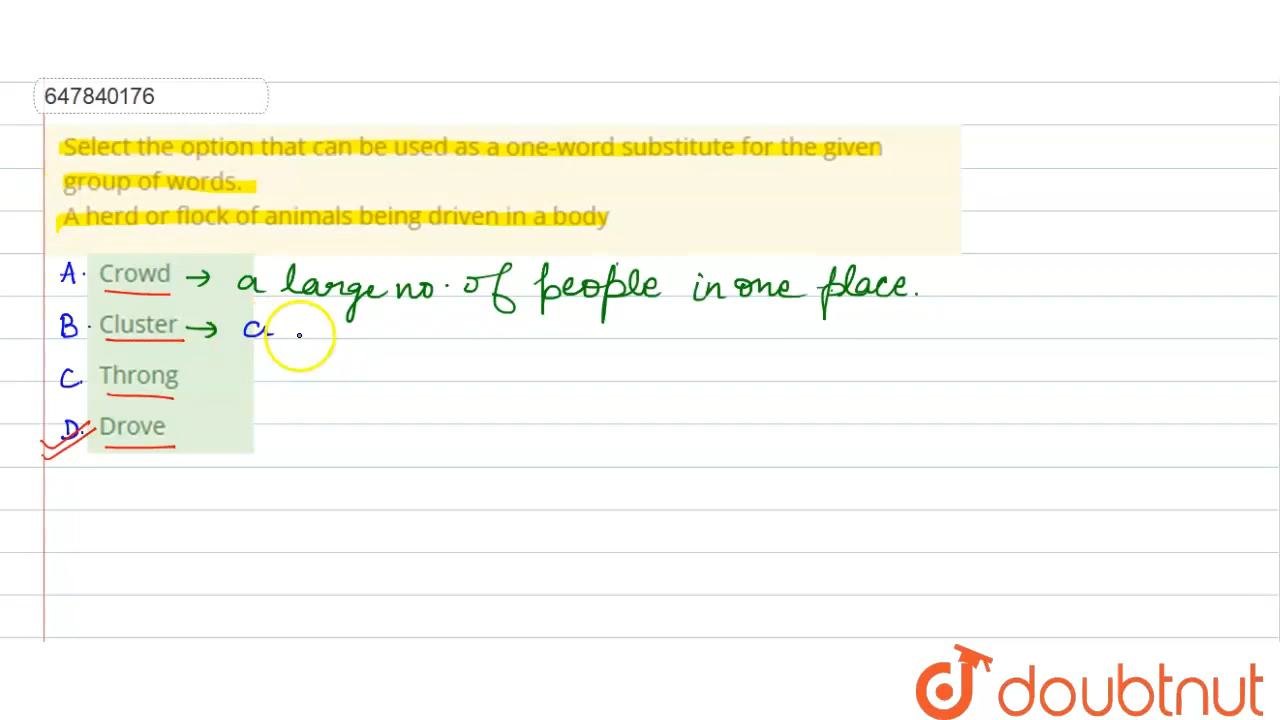 647840176
Select the option that can be used as a one-word substitute for the given
group of words.
A herd or flock of animals being driven in a body
A. Crowd → a large no. of people in one place.
B. Cluster → a
C. Throng
D. Drove
doubtnut